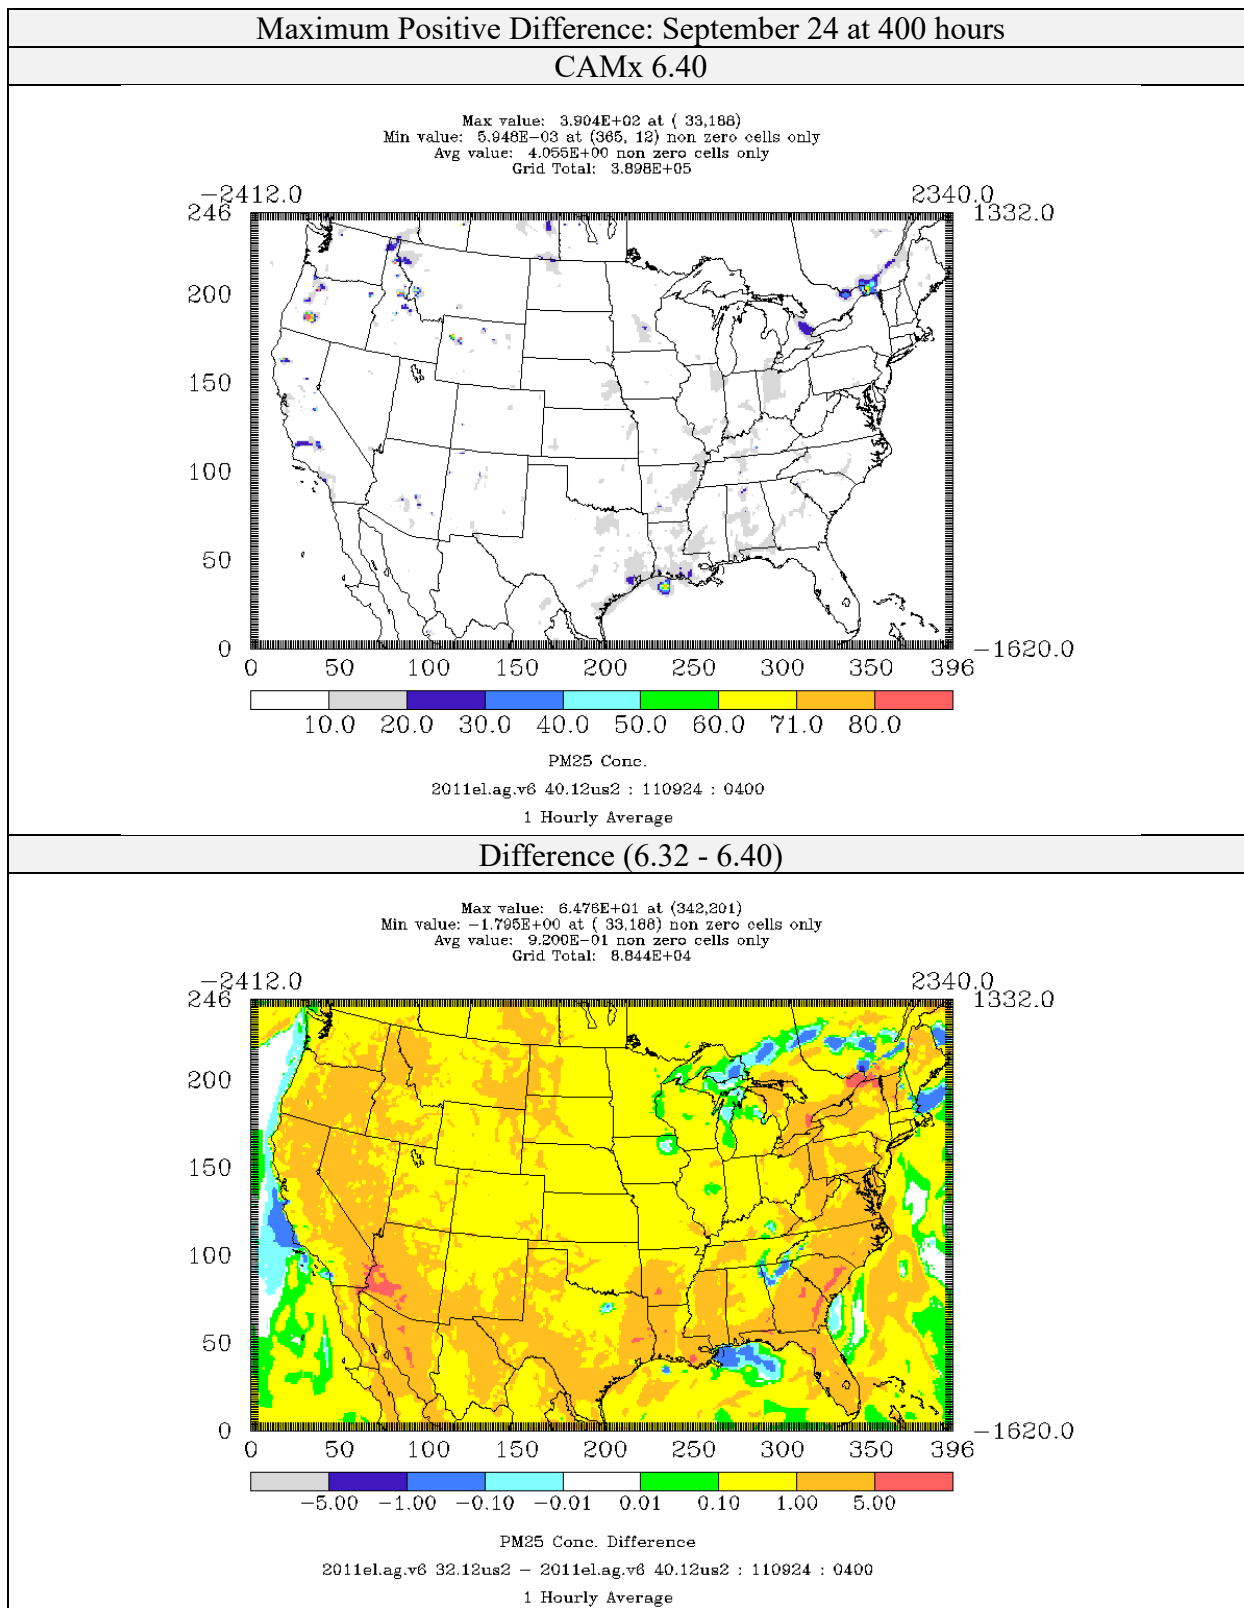 Maximum Positive Difference: September 24 at 400 hours
CAMx 6.40
Max value: 3.904E+02 at ( 33,188)
Min value: 5.948E-03 at (365, 12) non zero cells only
Avg value: 4.055E+00 non zero cells only
Grid Total: 3.898E+05
-2412.0 2340.0
246 1332.0
200
150
100
50
0 -1620.0
0 50 100 150 200 250 300 350 396
10.0 20.0 30.0 40.0 50.0 60.0 71.0 80.0
PM25 Conc.
2011el.ag.v6 40.12us2 : 110924 : 0400
1 Hourly Average
Difference (6.32 - 6.40)
Max value: 6.476E+01 at (342,201)
Min value: -1.795E+00 at ( 33,188) non zero cells only
Avg value: 9.200E-01 non zero cells only
Grid Total: 8.844E+04
-2412.0 2340.0
246 1332.0
200
150
100
50
0 -1620.0
0 50 100 150 200 250 300 350 396
-5.00 -1.00 -0.10 -0.01 0.01 0.10 1.00 5.00
PM25 Conc. Difference
2011el.ag.v6 32.12us2 - 2011el.ag.v6 40.12us2 : 110924 : 0400
1 Hourly Average